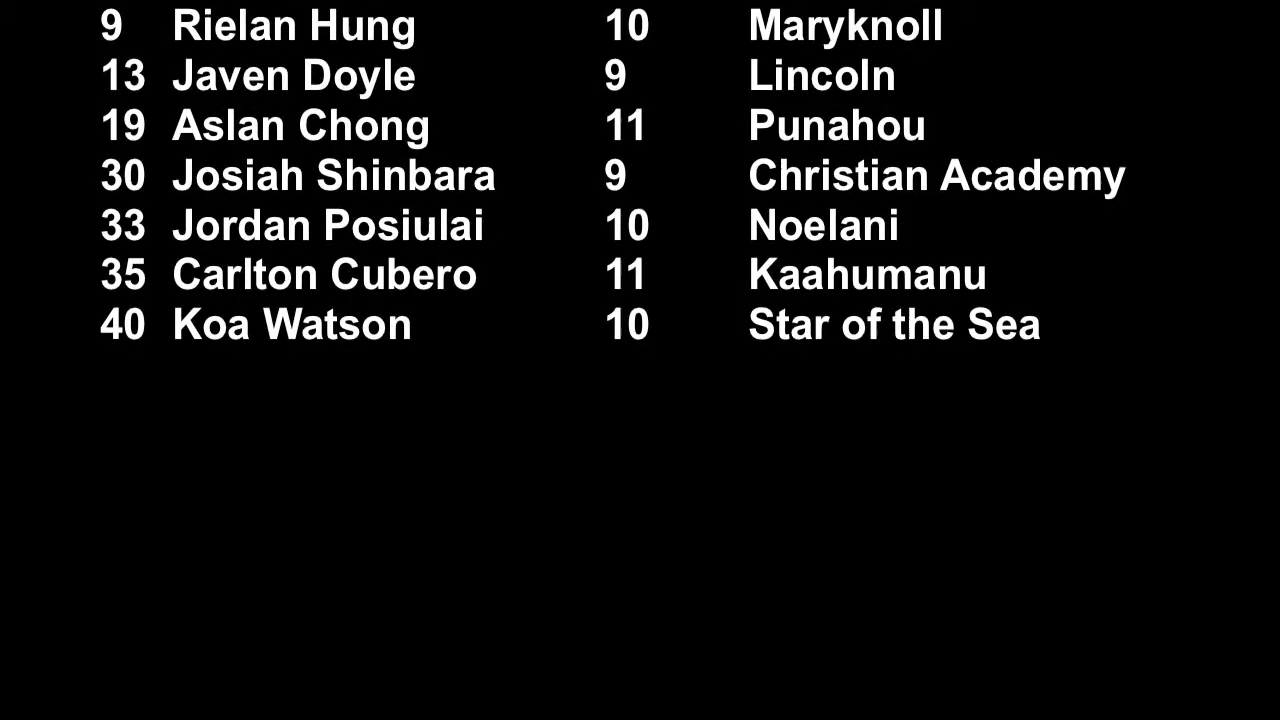 9 Rielan Hung 10 Maryknoll
13 Javen Doyle 9 Lincoln
19 Aslan Chong 11 Punahou
30 Josiah Shinbara 9 Christian Academy
33 Jordan Posiulai 10 Noelani
35 Carlton Cubero 11 Kaahumanu
40 Koa Watson 10 Star of the Sea